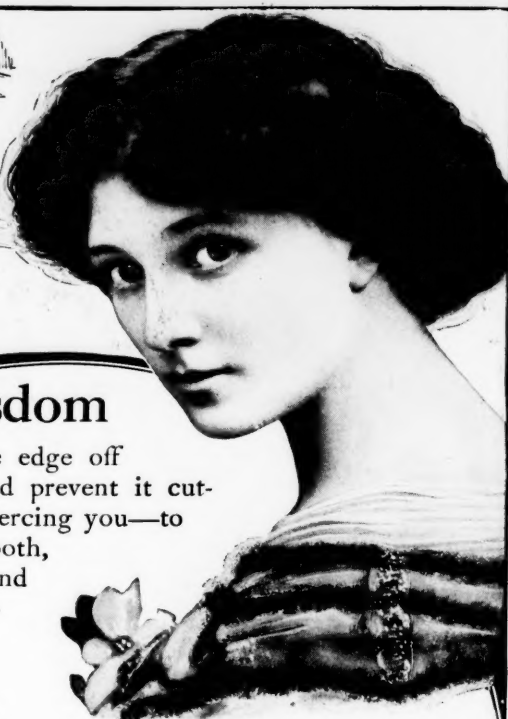 sdom
e edge off
d prevent it cut-
ercing you—to
ooth,
nd